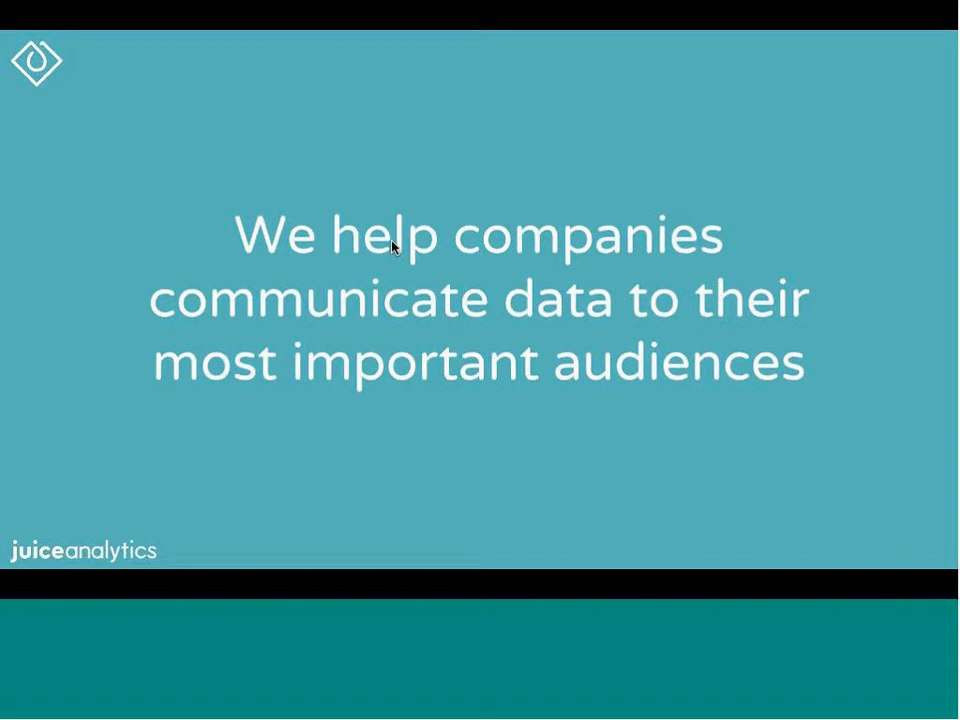 We help companies
communicate data to their
most important audiences
juiceanalytics